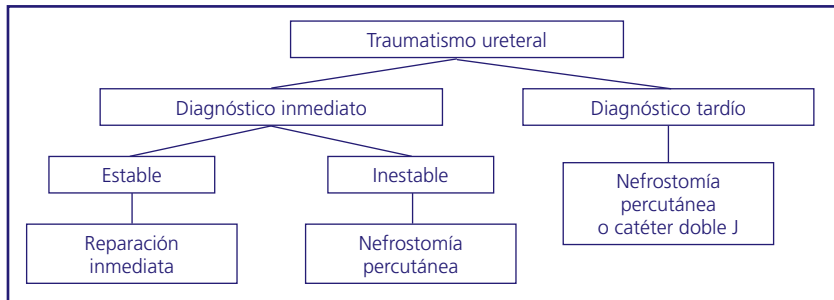 Traumatismo ureteral
Diagnóstico inmediato
Diagnóstico tardío
Estable
Inestable
Nefrostomía
percutánea
o catéter doble J
Reparación
inmediata
Nefrostomía
percutánea